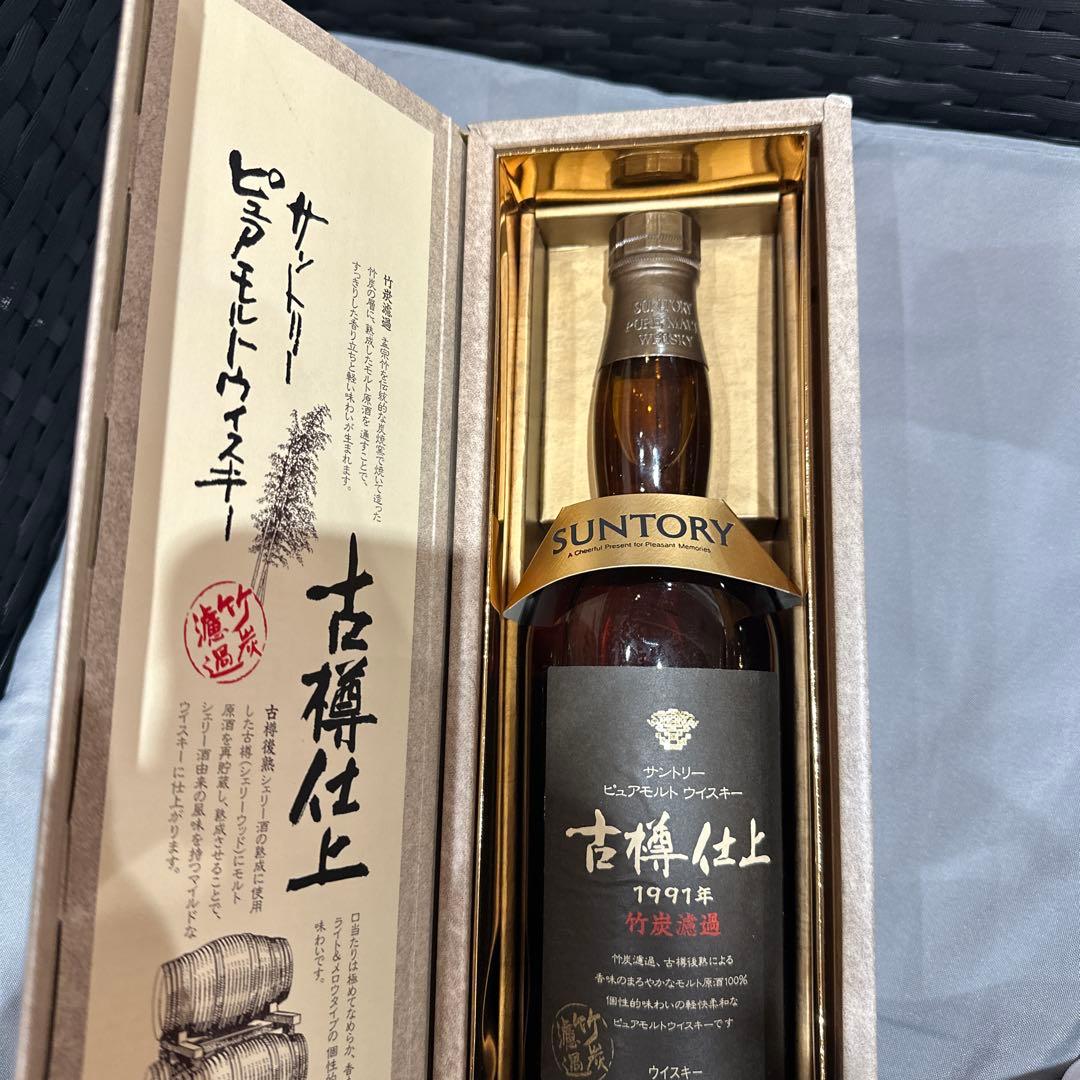 サントリー
ピュアモルトウイスキー
竹炭濾過 孟宗竹を伝統的な炭焼窯で焼いて造った
竹炭の層に、熟成したモルト原酒を通すことで、
すっきりした香り立ちと軽い味わいが生まれます。
古樽仕上
竹炭
濾過
古樽後熟 シェリー酒の熟成に使用
した古樽(シェリーウッド)にモルト
原酒を再貯蔵し、熟成させることで、
シェリー酒由来の風味を持つマイルドな
ウイスキーに仕上がります。
口当たりは極めてなめらか、香
ライト&メロウタイプの個性的
味わいです。
SUNTORY
PURE MALT
WHISKY
SUNTORY
A Cheerful Present for Pleasant Memories
サントリー
ピュアモルト ウイスキー
古樽仕上
1991年
竹炭濾過
竹炭濾過、古樽後熟による
香味のまろやかなモルト原酒100%
個性的味わいの軽快柔和な
ピュアモルトウイスキーです
竹炭
濾過
ウイスキー